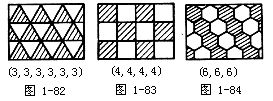 (3, 3, 3, 3, 3, 3)
(4, 4, 4, 4)
(6, 6, 6)
图 1-82
图 1-83
图 1-84